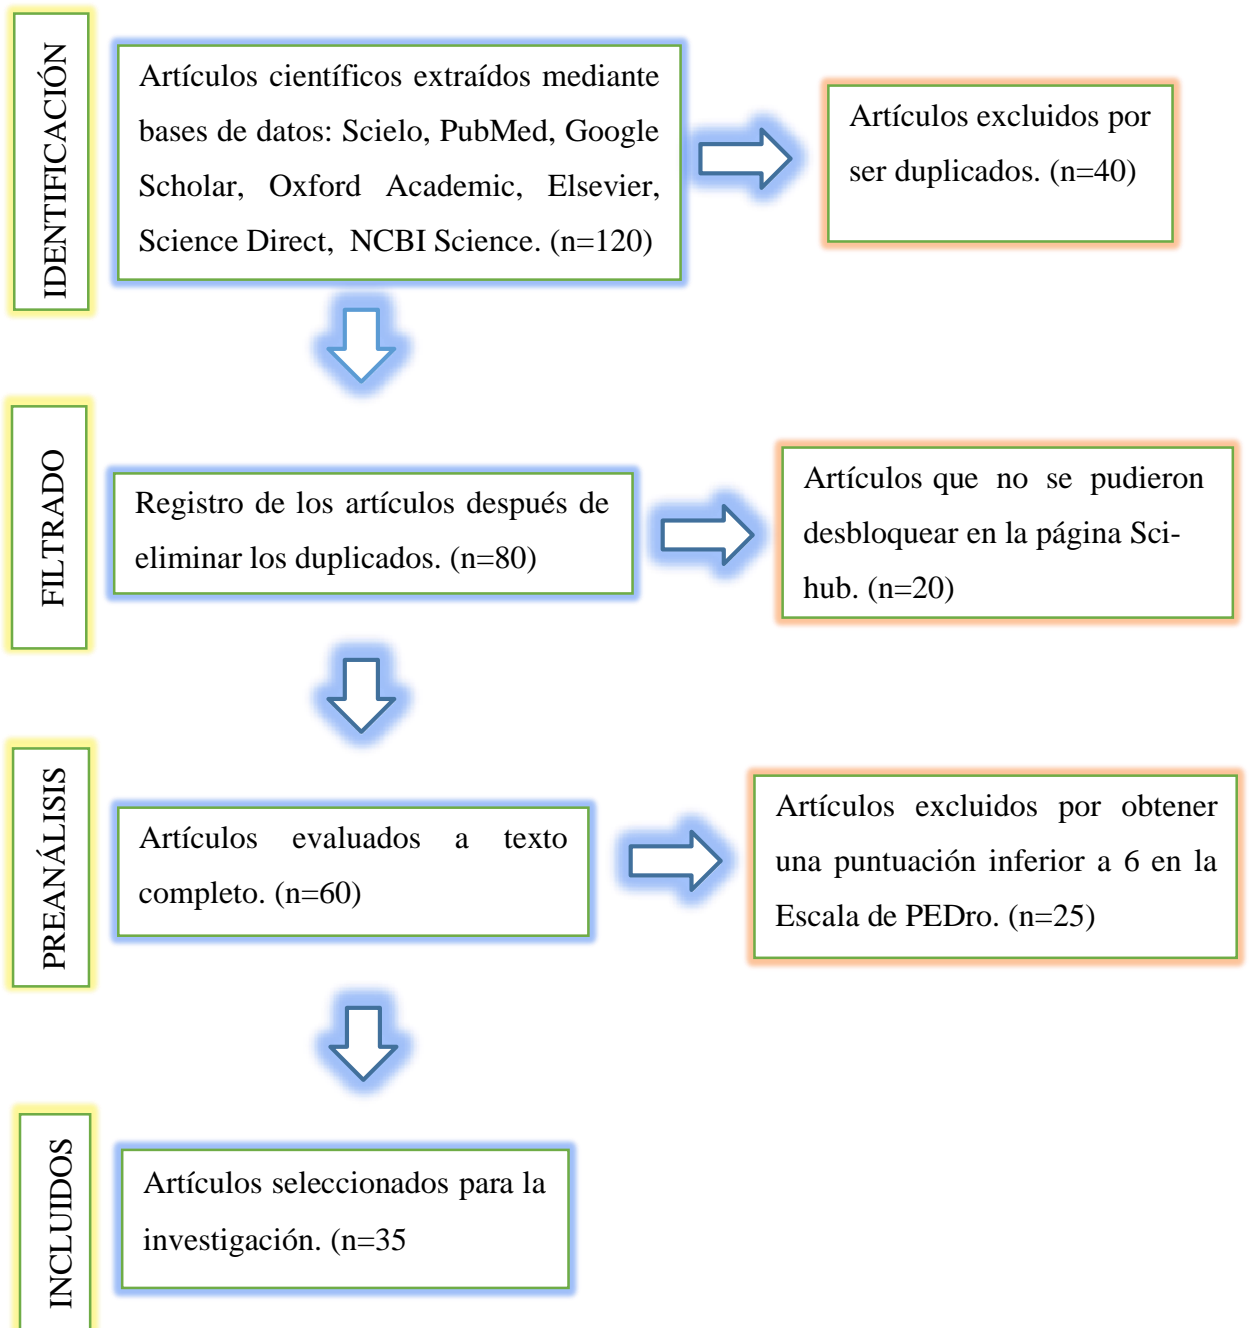 IDENTIFICACIÓN
Artículos científicos extraídos mediante
bases de datos: Scielo, PubMed, Google
Scholar, Oxford Academic, Elsevier,
Science Direct, NCBI Science. (n=120)
Artículos excluidos por
ser duplicados. (n=40)
FILTRADO
Registro de los artículos después de
eliminar los duplicados. (n=80)
Artículos que no se pudieron
desbloquear en la página Sci-
hub. (n=20)
PREANÁLISIS
Artículos evaluados a texto
completo. (n=60)
Artículos excluidos por obtener
una puntuación inferior a 6 en la
Escala de PEDro. (n=25)
INCLUIDOS
Artículos seleccionados para la
investigación. (n=35